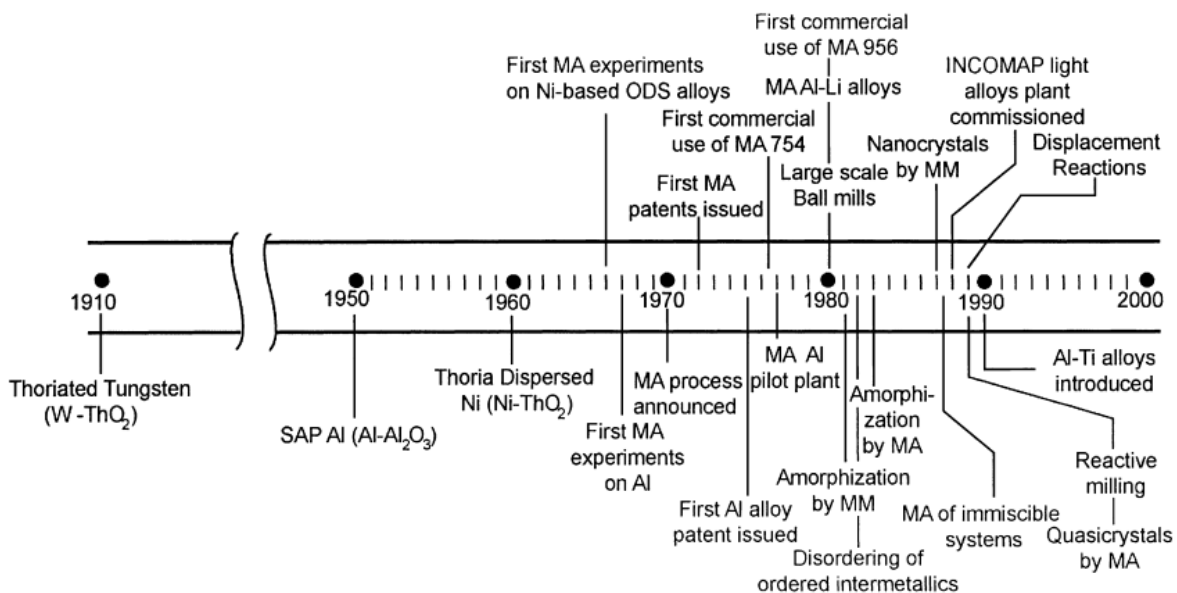 First commercial
use of MA 956
First MA experiments
on Ni-based ODS alloys
MA Al-Li alloys
INCOMAP light
alloys plant
commissioned
First commercial
use of MA 754
Nanocrystals
by MM
Displacement
Reactions
First MA
patents issued
Large scale
Ball mills
1910
1950
1960
1970
1980
1990
2000
Thoriated Tungsten
(W-ThO₂)
SAP Al (Al-Al₂O₃)
Thoria Dispersed
Ni (Ni-ThO₂)
First MA
experiments
on Al
MA process
announced
First Al alloy
patent issued
MA Al
pilot plant
Amorphization
by MM
Disordering of
ordered intermetallics
Amorphi-
zation
by MA
MA of immiscible
systems
Al-Ti alloys
introduced
Reactive
milling
Quasicrystals
by MA